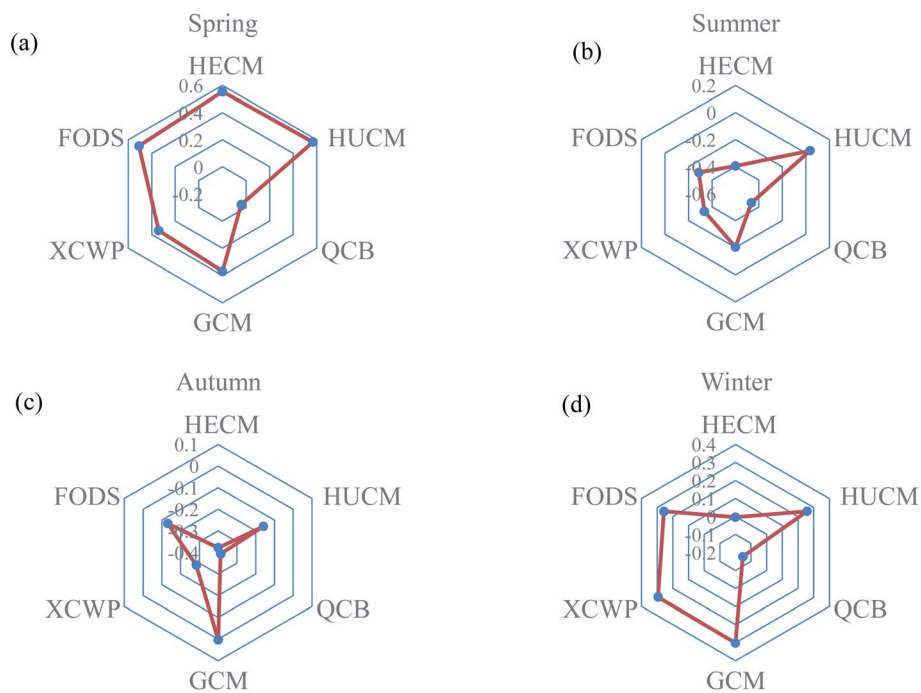 (a)
Spring
HECM
0.6
0.4
0.2
0
-0.2
FODS
HUCM
XCWP
QCB
GCM
(b)
Summer
HECM
0.2
0
-0.2
-0.4
-0.6
FODS
HUCM
XCWP
QCB
GCM
(c)
Autumn
HECM
0.1
0
-0.1
-0.2
-0.3
-0.4
FODS
HUCM
XCWP
QCB
GCM
(d)
Winter
HECM
0.4
0.3
0.2
0.1
0
-0.1
-0.2
FODS
HUCM
XCWP
QCB
GCM